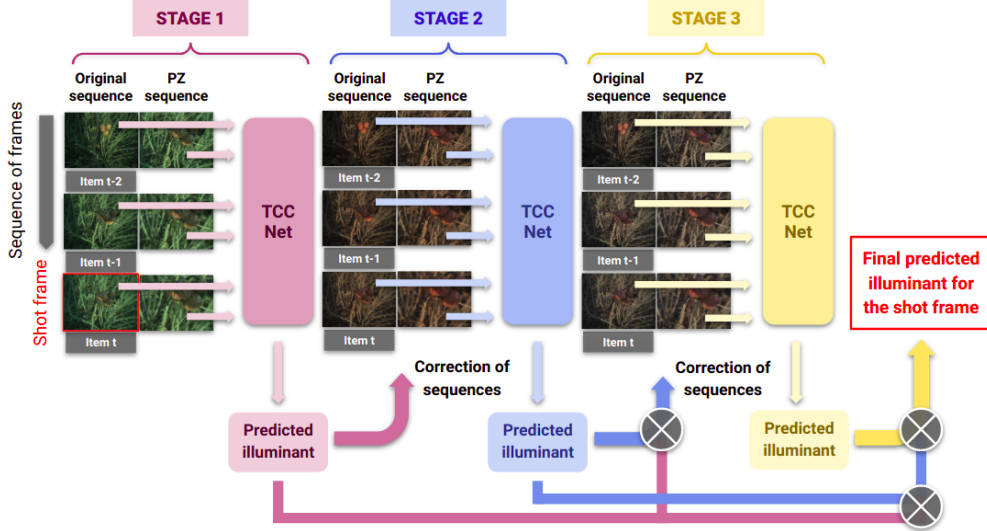 STAGE 1
STAGE 2
STAGE 3
Original
sequence
PZ
sequence
Original
sequence
PZ
sequence
Original
sequence
PZ
sequence
Sequence of frames
Shot frame
Item t-2
Item t-1
Item t
TCC
Net
Item t-2
Item t-1
Item t
TCC
Net
Item t-2
Item t-1
Item t
TCC
Net
Final predicted
illuminant for
the shot frame
Correction of
sequences
Correction of
sequences
Predicted
illuminant
Predicted
illuminant
Predicted
illuminant